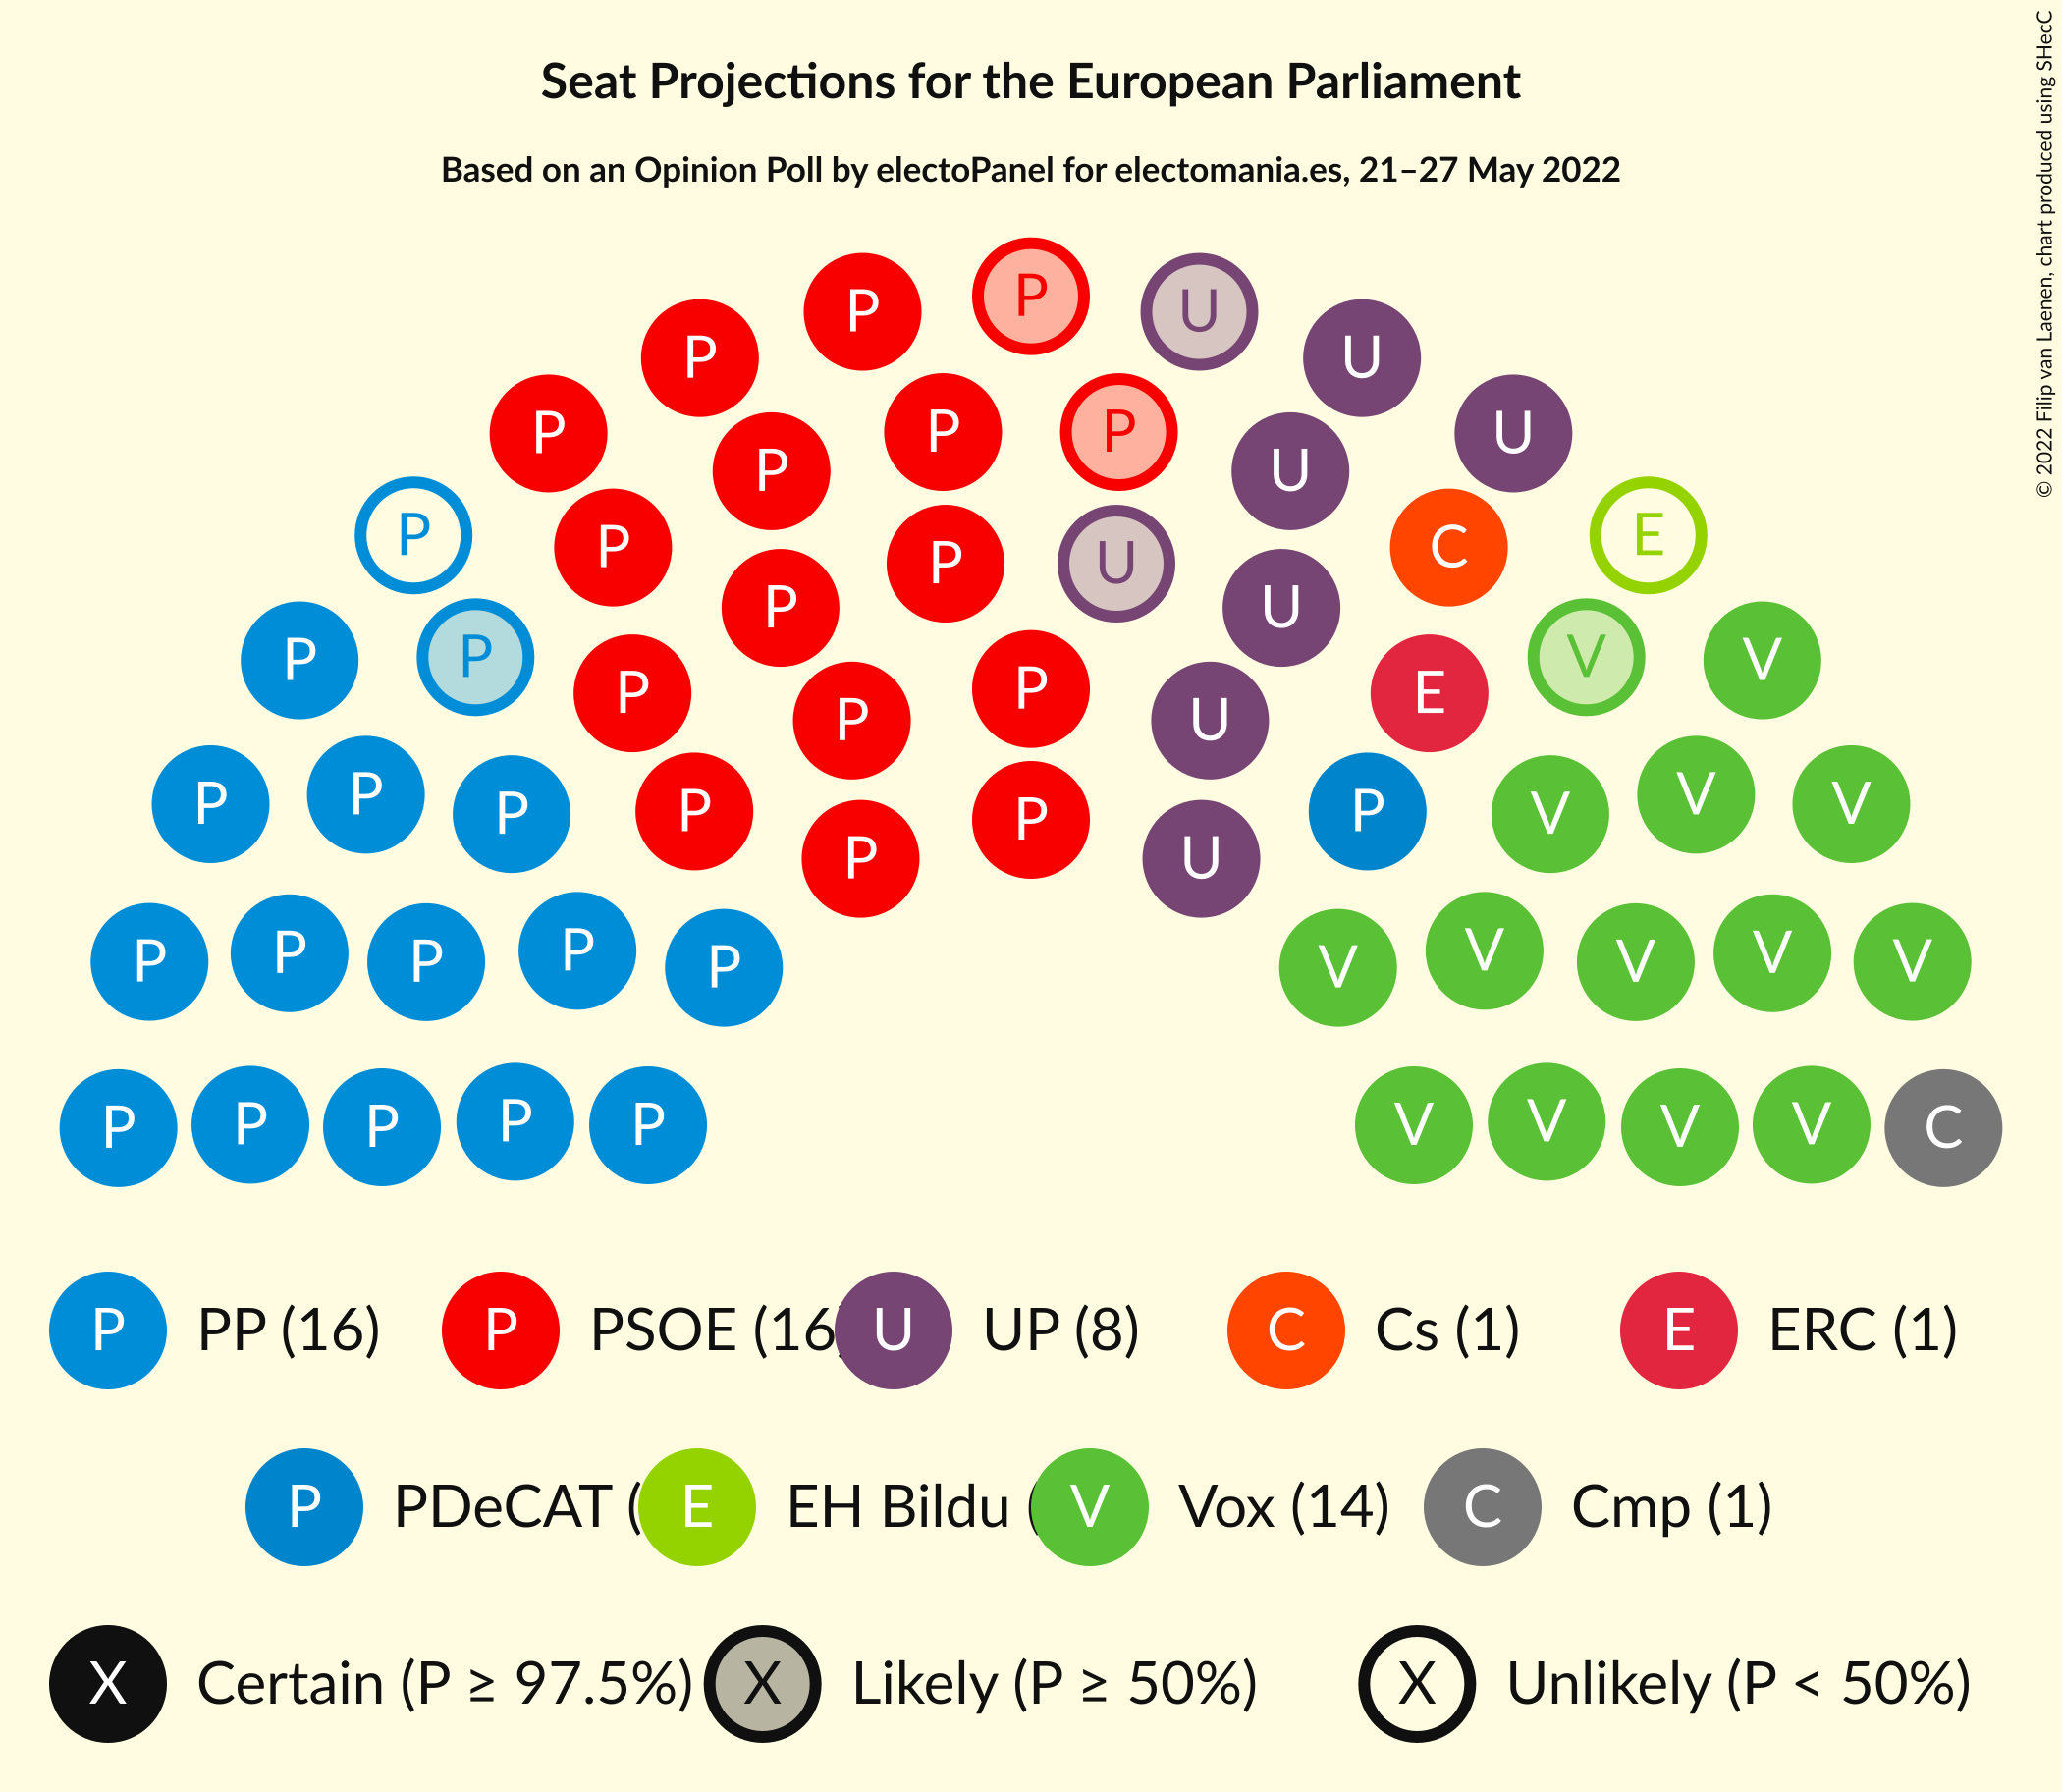 Seat Projections for the European Parliament
Based on an Opinion Poll by electoPanel for electomania.es, 21–27 May 2022
© 2022 Filip van Laenen, chart produced using SHecC
P
P U
P U
P P P U
P U
P E
P C
P U
P U
P V
P V
P P E
P U
P V
P V
P P P P V
P U
P P P P P V V V V V
P P P P P V V V V C
P PP (16) P PSOE (16 U UP (8) C Cs (1) E ERC (1)
P PDeCAT ( E EH Bildu ( V Vox (14) C Cmp (1)
X Certain (P ≥ 97.5%) X Likely (P ≥ 50%) X Unlikely (P < 50%)